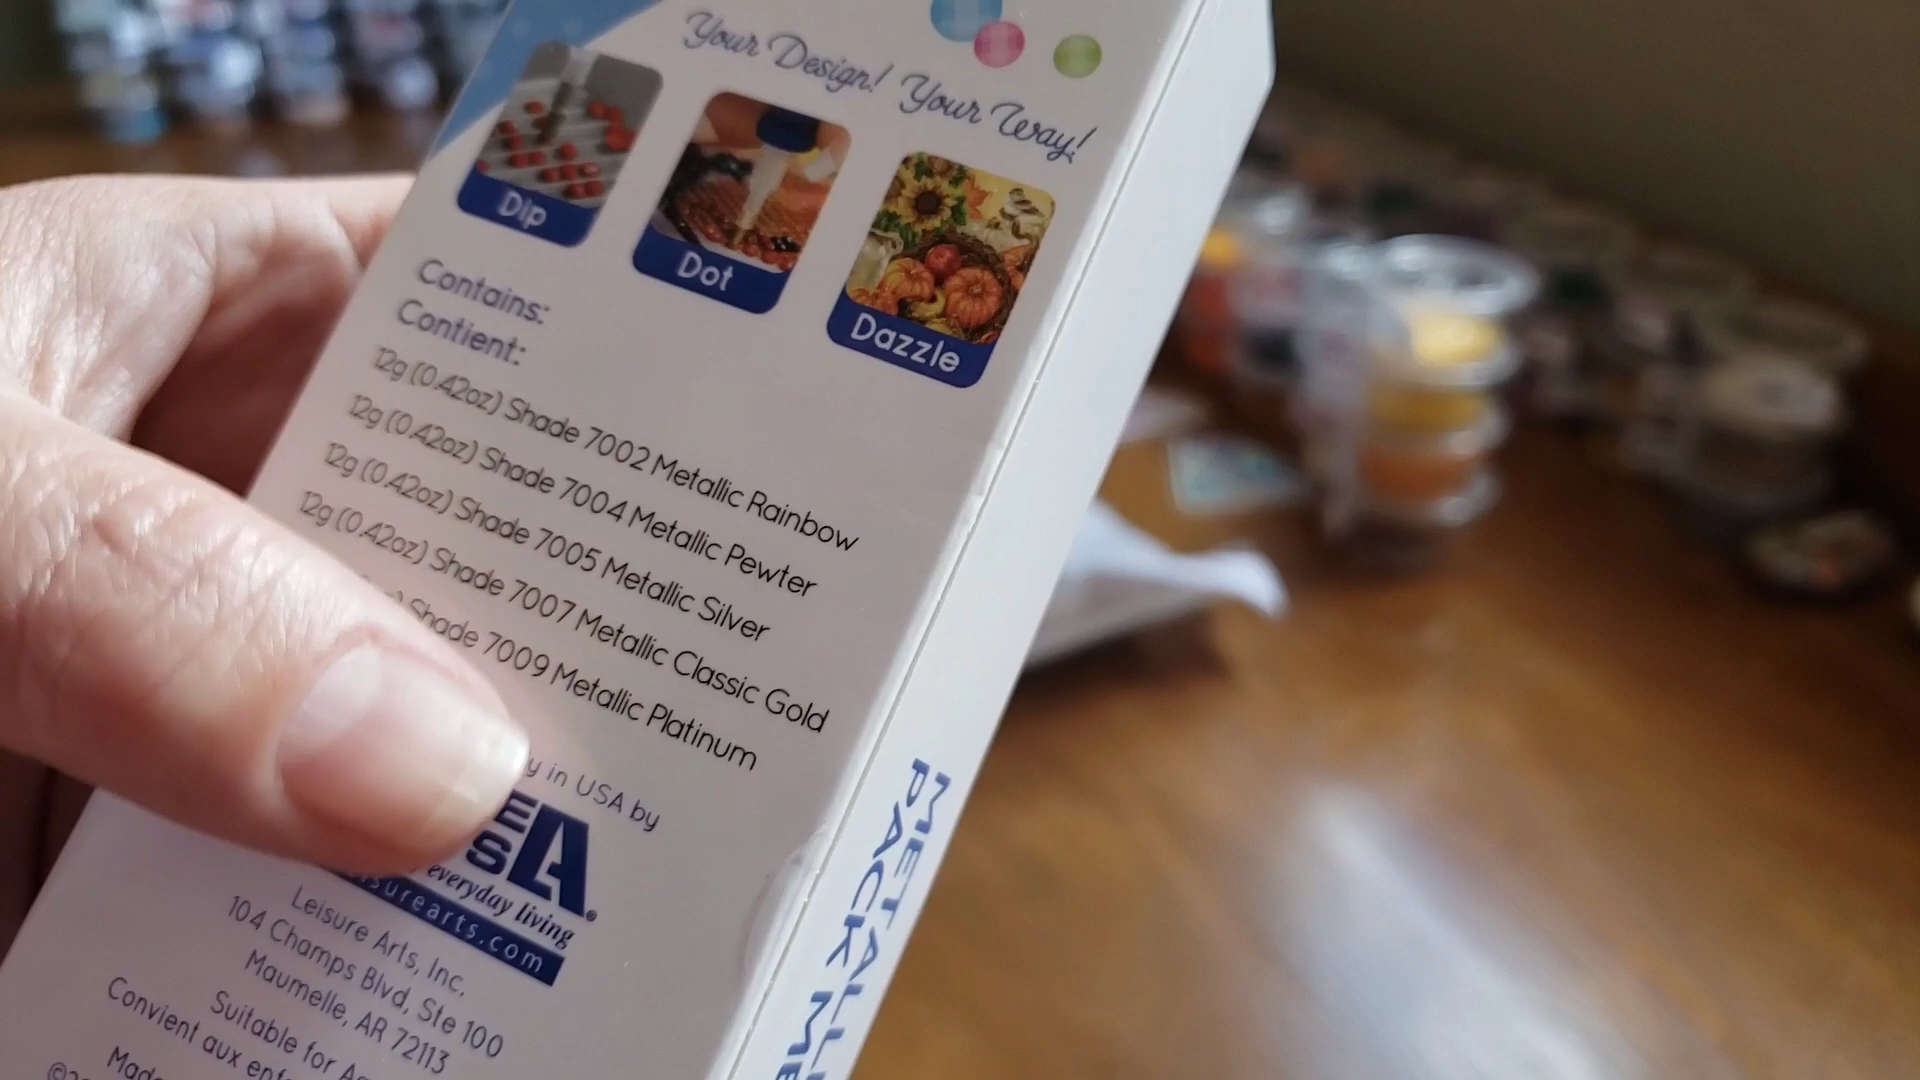 Your Design! Your Way!
Dip
Dot
Dazzle
Contains:
Contient:
12g (0.42oz) Shade 7002 Metallic Rainbow
12g (0.42oz) Shade 7004 Metallic Pewter
12g (0.42oz) Shade 7005 Metallic Silver
12g (0.42oz) Shade 7007 Metallic Classic Gold
Shade 7009 Metallic Platinum
in USA by
everyday living
leisurearts.com
Leisure Arts, Inc.
104 Champs Blvd, Ste 100
Maumelle, AR 72113
Suitable for
Convient aux
Made
METALLI
PACK